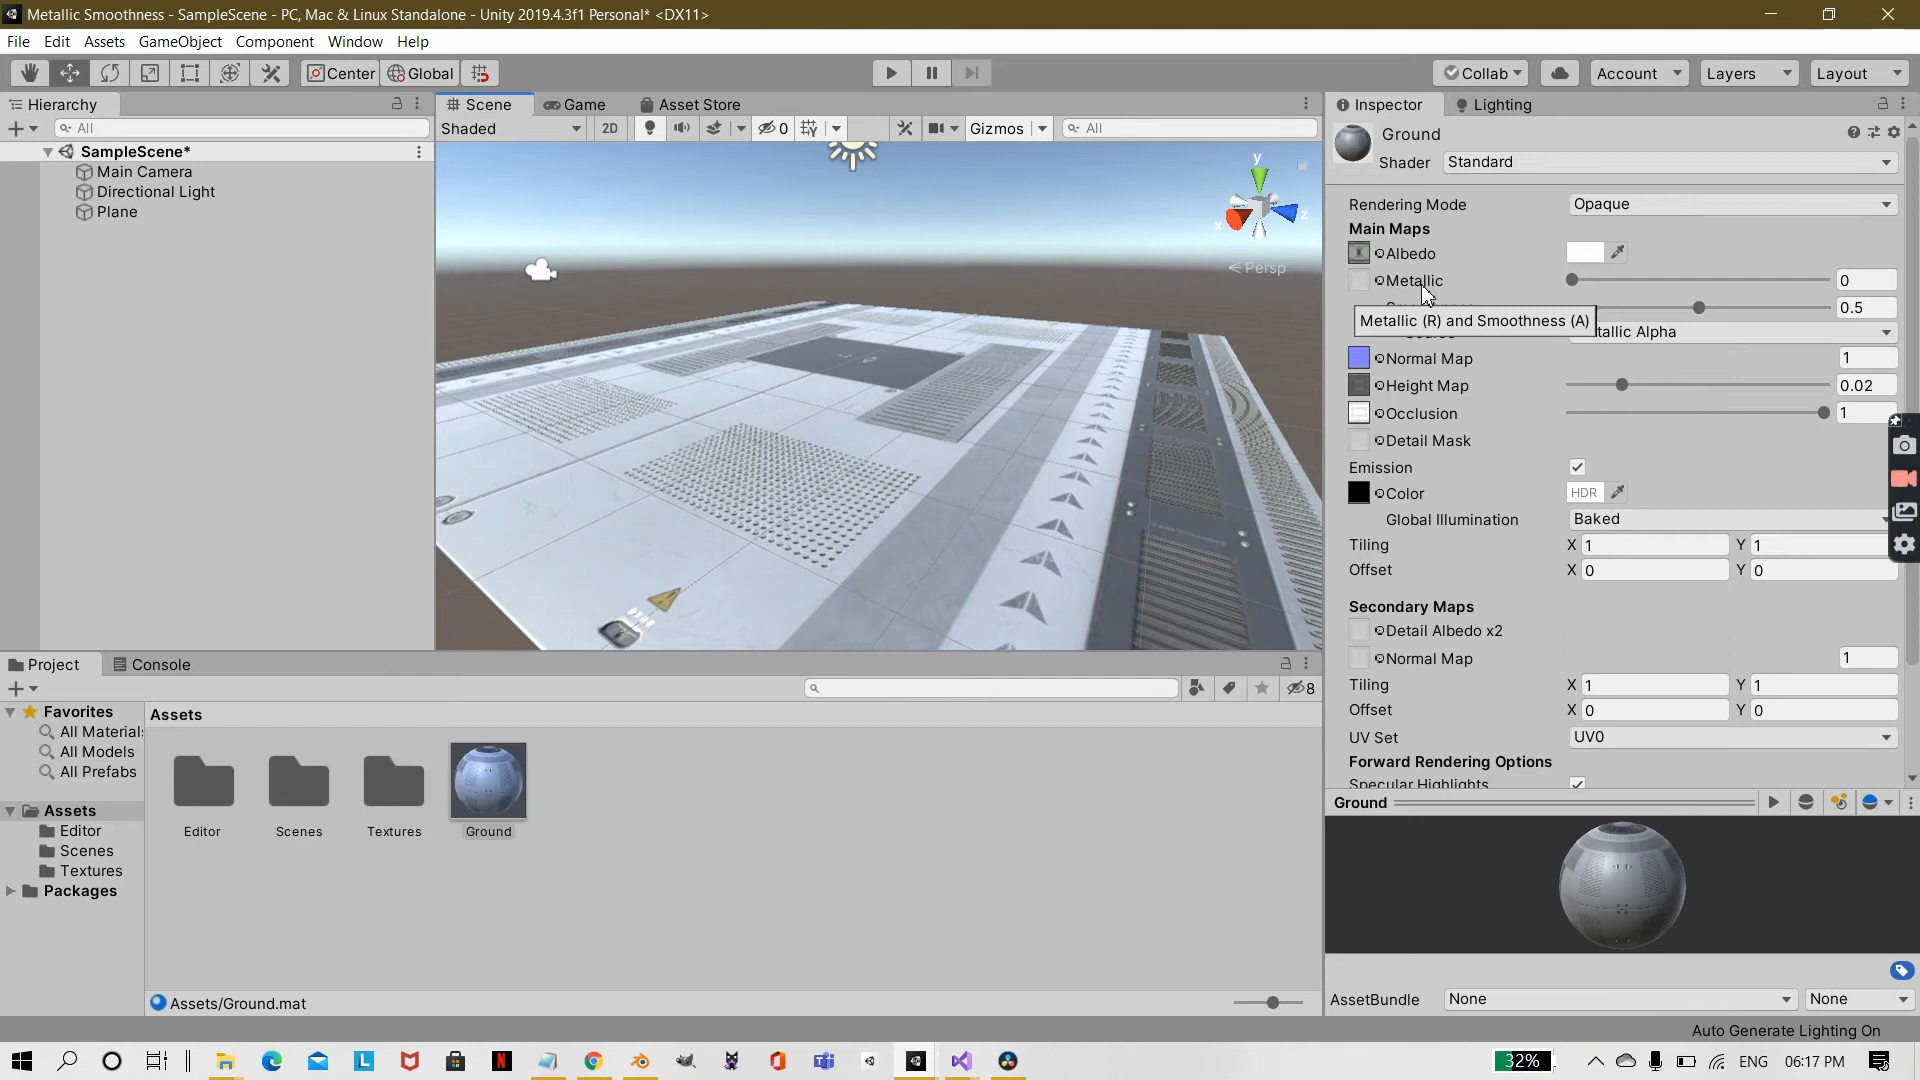 Metallic Smoothness - SampleScene - PC, Mac & Linux Standalone - Unity 2019.4.3f1 Personal* <DX11>
File Edit Assets GameObject Component Window Help
Center Global Collab Account Layers Layout
Hierarchy
All
SampleScene*
Main Camera
Directional Light
Plane
Scene Game Asset Store
Shaded 2D 0 Gizmos All
y
x
z
Persp
Inspector Lighting
Ground
Shader Standard
Rendering Mode Opaque
Main Maps
Albedo
Metallic 0
0.5
Metallic (R) and Smoothness (A)
tallic Alpha
Normal Map 1
Height Map 0.02
Occlusion 1
Detail Mask
Emission
Color HDR
Global Illumination Baked
Tiling X 1 Y 1
Offset X 0 Y 0
Secondary Maps
Detail Albedo x2
Normal Map 1
Tiling X 1 Y 1
Offset X 0 Y 0
UV Set UV0
Forward Rendering Options
Specular Highlights
Ground
AssetBundle None None
Auto Generate Lighting On
Project Console
8
Favorites
All Materials
All Models
All Prefabs
Assets
Editor
Scenes
Textures
Packages
Assets
Editor Scenes Textures Ground
Assets/Ground.mat
32% ENG 06:17 PM